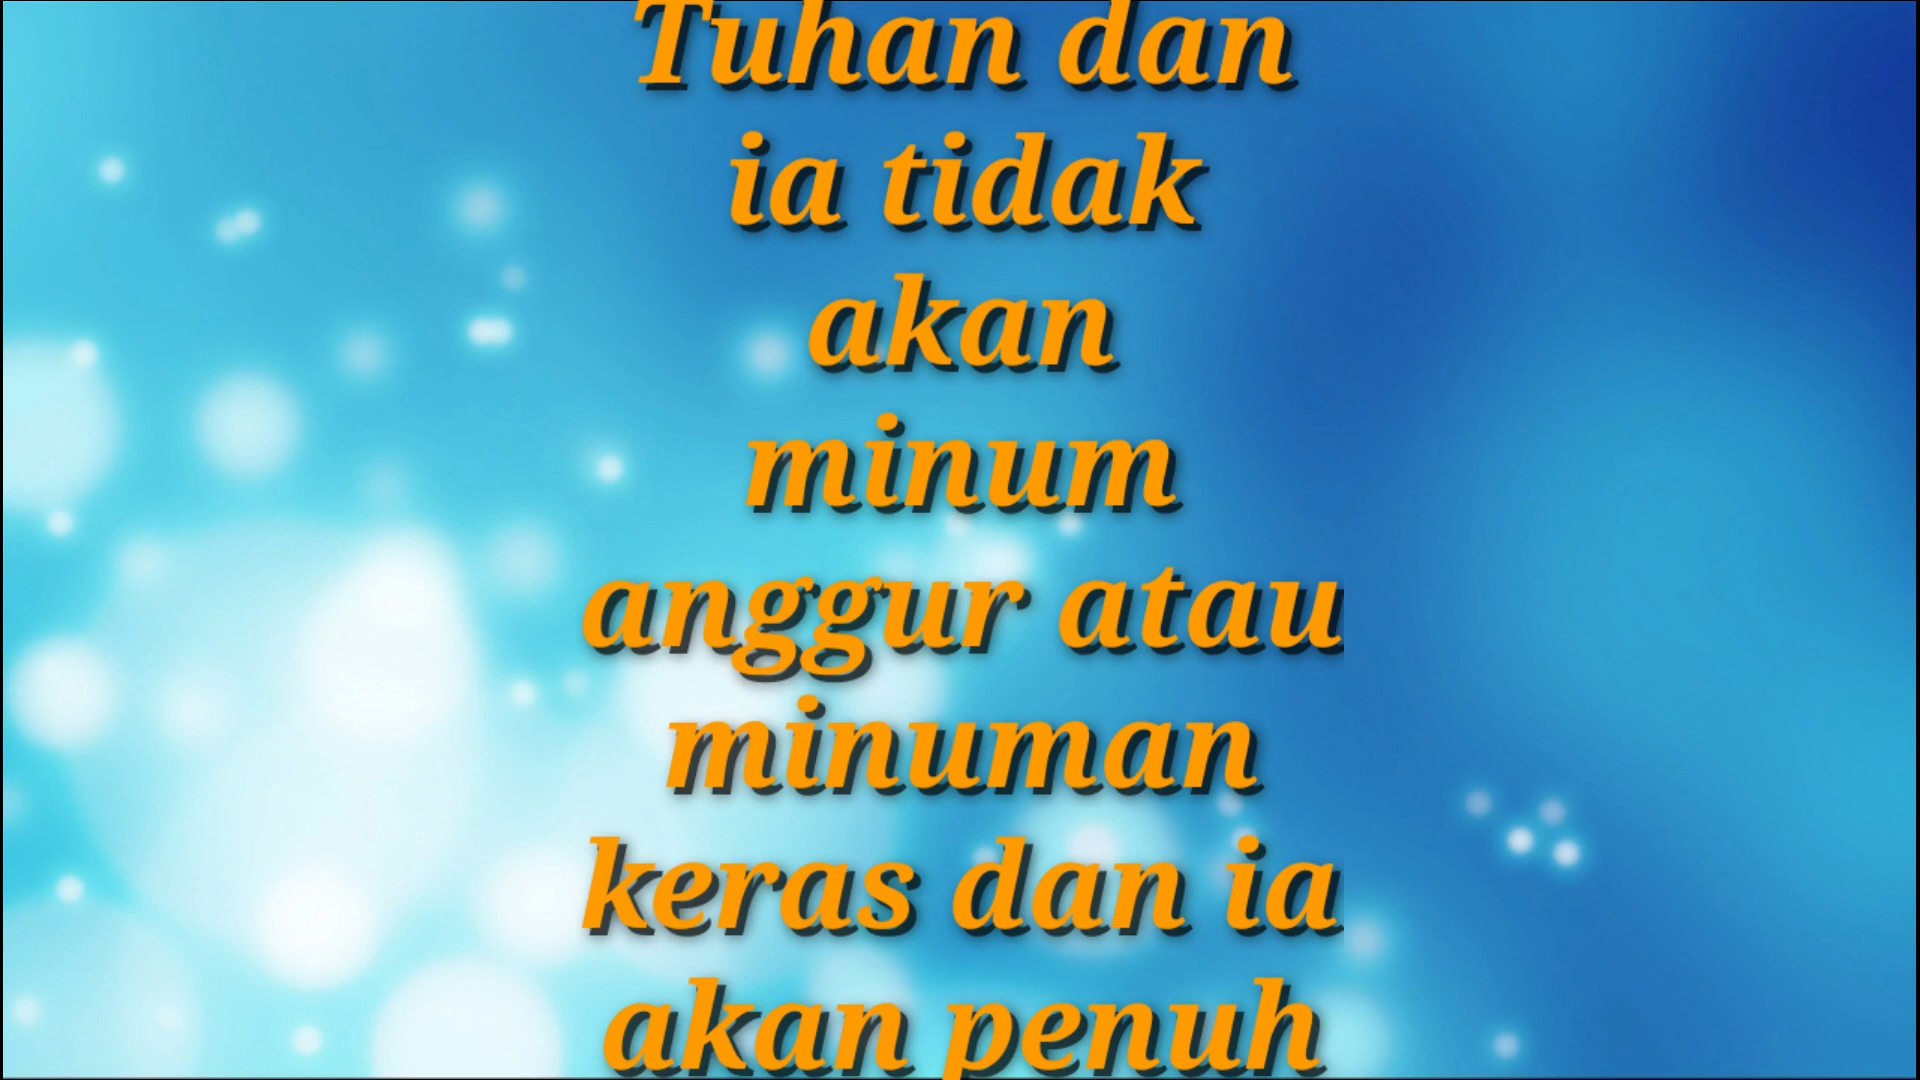 Tuhan dan
ia tidak
akan
minum
anggur atau
minuman
keras dan ia
akan penuh